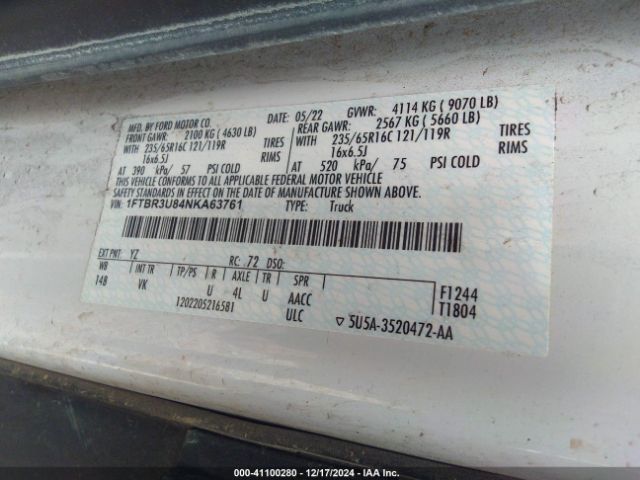 MFD. BY FORD MOTOR CO.
DATE: 05/22 GVWR: 4114 KG ( 9070 LB)
FRONT GAWR: 2100 KG ( 4630 LB)
REAR GAWR: 2567 KG ( 5660 LB)
WITH 235/65R16C 121/119R TIRES
WITH 235/65R16C 121/119R TIRES
16x6.5J RIMS
16x6.5J RIMS
AT 390 kPa/ 57 PSI COLD
AT 520 kPa/ 75 PSI COLD
THIS VEHICLE CONFORMS TO ALL APPLICABLE FEDERAL MOTOR VEHICLE
SAFETY STANDARDS IN EFFECT ON THE DATE OF MANUFACTURE SHOWN ABOVE.
VIN: 1FTBR3U84NKA63761 TYPE: Truck
EXT PNT: YZ RC: 72 DSO:
WB INT TR TP/PS R AXLE TR SPR
14B VK U 4L U AACC
1202205216581 ULC
F1244
T1804
▽ 5U5A-3520472-AA
000-41100280 - 12/17/2024 - IAA Inc.